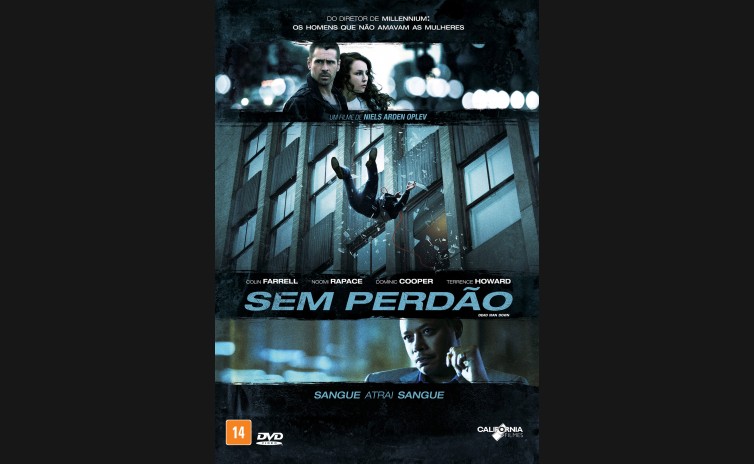 DO DIRETOR DE MILLENNIUM:
OS HOMENS QUE NÃO AMAVAM AS MULHERES
UM FILME DE NIELS ARDEN OPLEV
COLIN FARRELL NOOMI RAPACE DOMINIC COOPER TERRENCE HOWARD
SEM PERDÃO
DEAD MAN DOWN
SANGUE ATRAI SANGUE
14
DVD
VIDEO
CALIFORNIA
FILMES